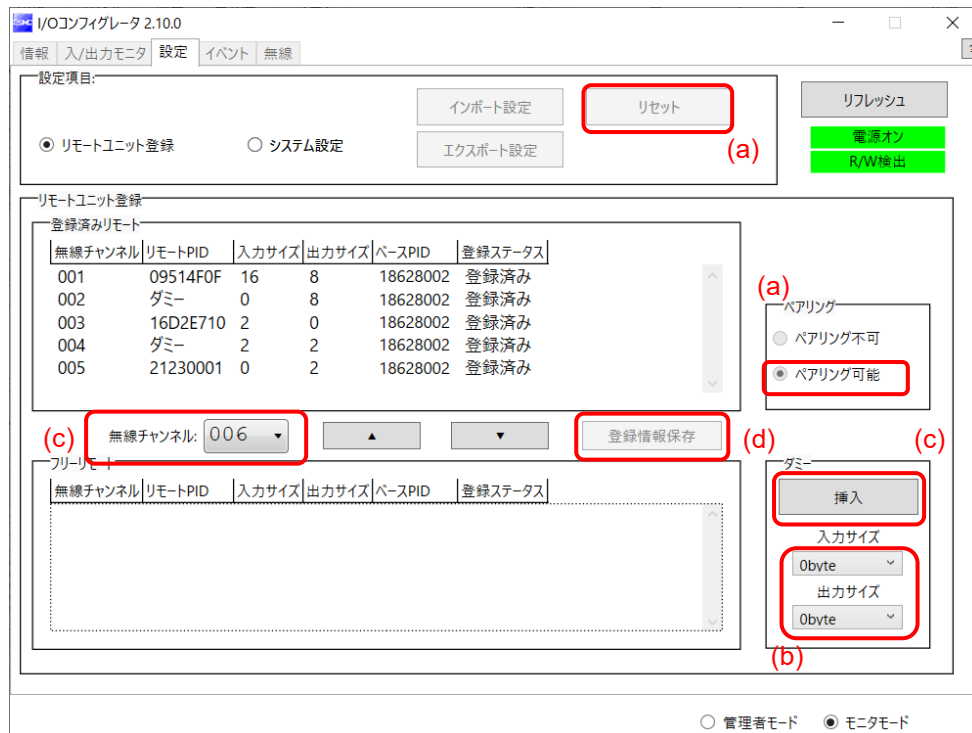 SMC I/Oコンフィグレータ 2.10.0
情報 入/出力モニタ 設定 イベント 無線 ?
設定項目:
インポート設定 リセット リフレッシュ
リモートユニット登録 システム設定 エクスポート設定 (a) 電源オン
R/W検出
リモートユニット登録
登録済みリモート
無線チャンネル リモートPID 入力サイズ 出力サイズ ベースPID 登録ステータス
001 09514F0F 16 8 18628002 登録済み
002 ダミー 0 8 18628002 登録済み
003 16D2E710 2 0 18628002 登録済み
004 ダミー 2 2 18628002 登録済み
005 21230001 0 2 18628002 登録済み
(a)
ペアリング
ペアリング不可
ペアリング可能
(c) 無線チャンネル: 006 ▲ ▼ 登録情報保存 (d) (c)
フリーリモート
無線チャンネル リモートPID 入力サイズ 出力サイズ ベースPID 登録ステータス
ダミー
挿入
入力サイズ
0byte
出力サイズ
0byte
(b)
管理者モード モニタモード